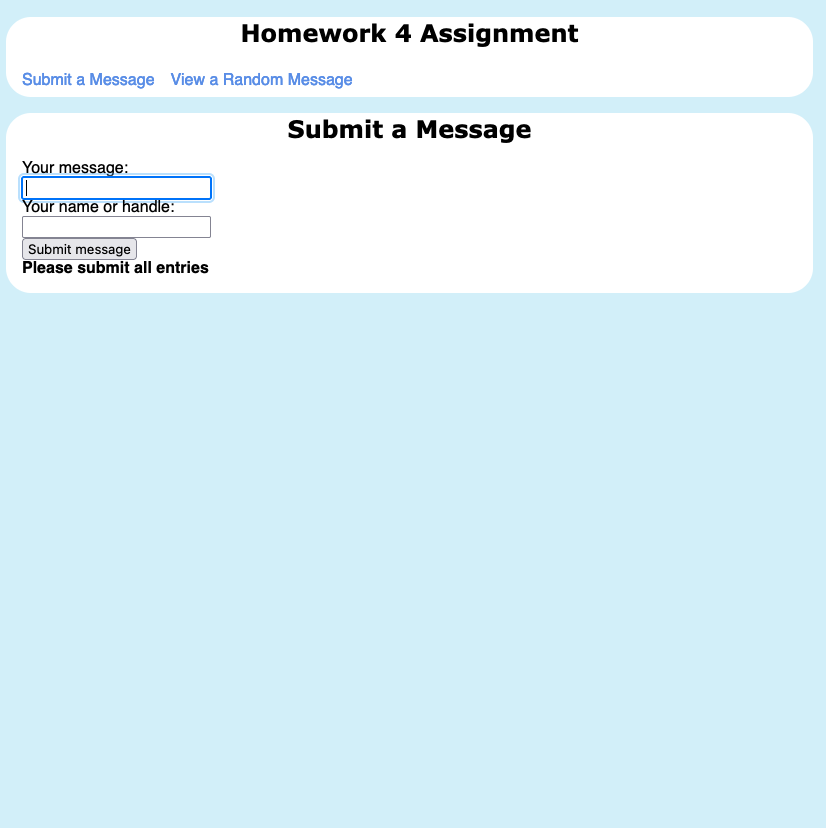 Homework 4 Assignment
Submit a Message View a Random Message
Submit a Message
Your message:
Your name or handle:
Submit message
Please submit all entries